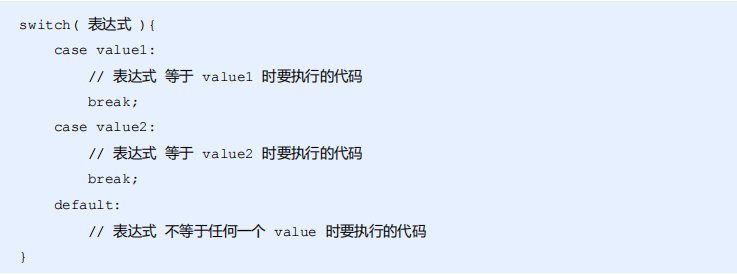 switch( 表达式 ){
case value1:
// 表达式 等于 value1 时要执行的代码
break;
case value2:
// 表达式 等于 value2 时要执行的代码
break;
default:
// 表达式 不等于任何一个 value 时要执行的代码
}